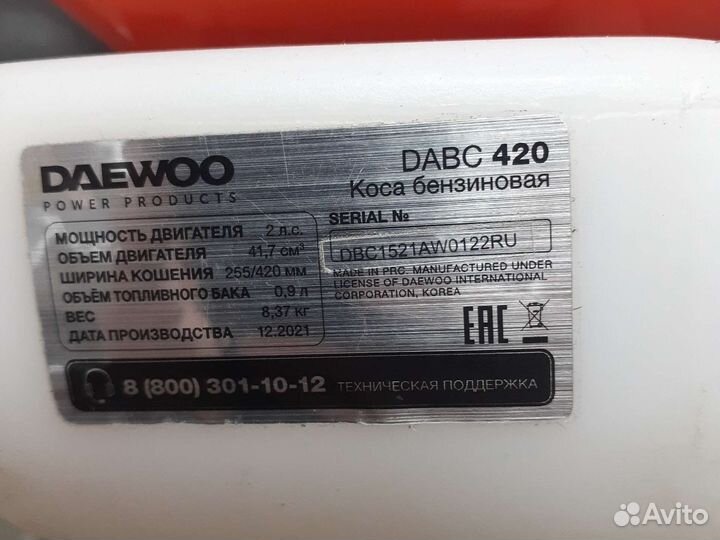 DAEWOO
POWER PRODUCTS
DABC 420
Коса бензиновая
МОЩНОСТЬ ДВИГАТЕЛЯ 2 л.с.
ОБЪЕМ ДВИГАТЕЛЯ 41,7 см³
ШИРИНА КОШЕНИЯ 255/420 мм
ОБЪЁМ ТОПЛИВНОГО БАКА 0,9 л
ВЕС 8,37 кг
ДАТА ПРОИЗВОДСТВА 12.2021
SERIAL №
DBC1521AW0122RU
MADE IN PRC. MANUFACTURED UNDER
LICENSE OF DAEWOO INTERNATIONAL
CORPORATION, KOREA
EAC
8 (800) 301-10-12 ТЕХНИЧЕСКАЯ ПОДДЕРЖКА
Avito